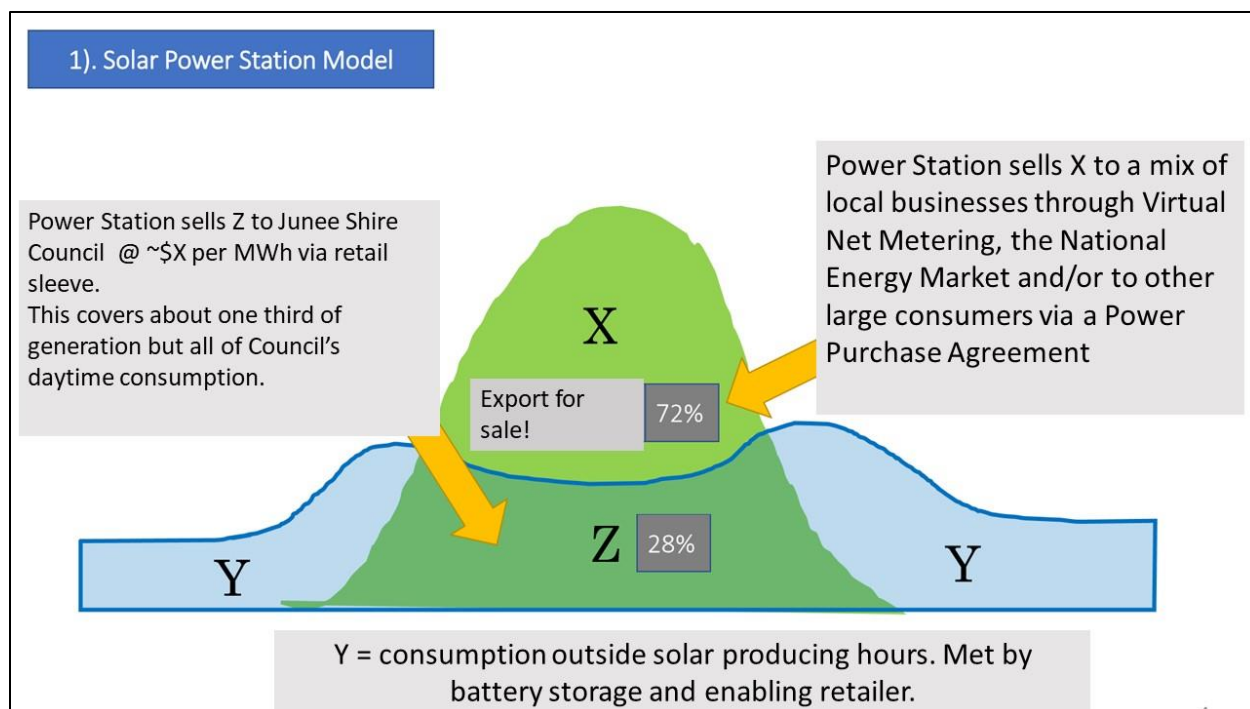 1). Solar Power Station Model
Power Station sells Z to Junee Shire
Council @ ~$X per MWh via retail
sleeve.
This covers about one third of
generation but all of Council's
daytime consumption.
Power Station sells X to a mix of
local businesses through Virtual
Net Metering, the National
Energy Market and/or to other
large consumers via a Power
Purchase Agreement
X
Export for
sale!
72%
Z
28%
Y
Y
Y = consumption outside solar producing hours. Met by
battery storage and enabling retailer.